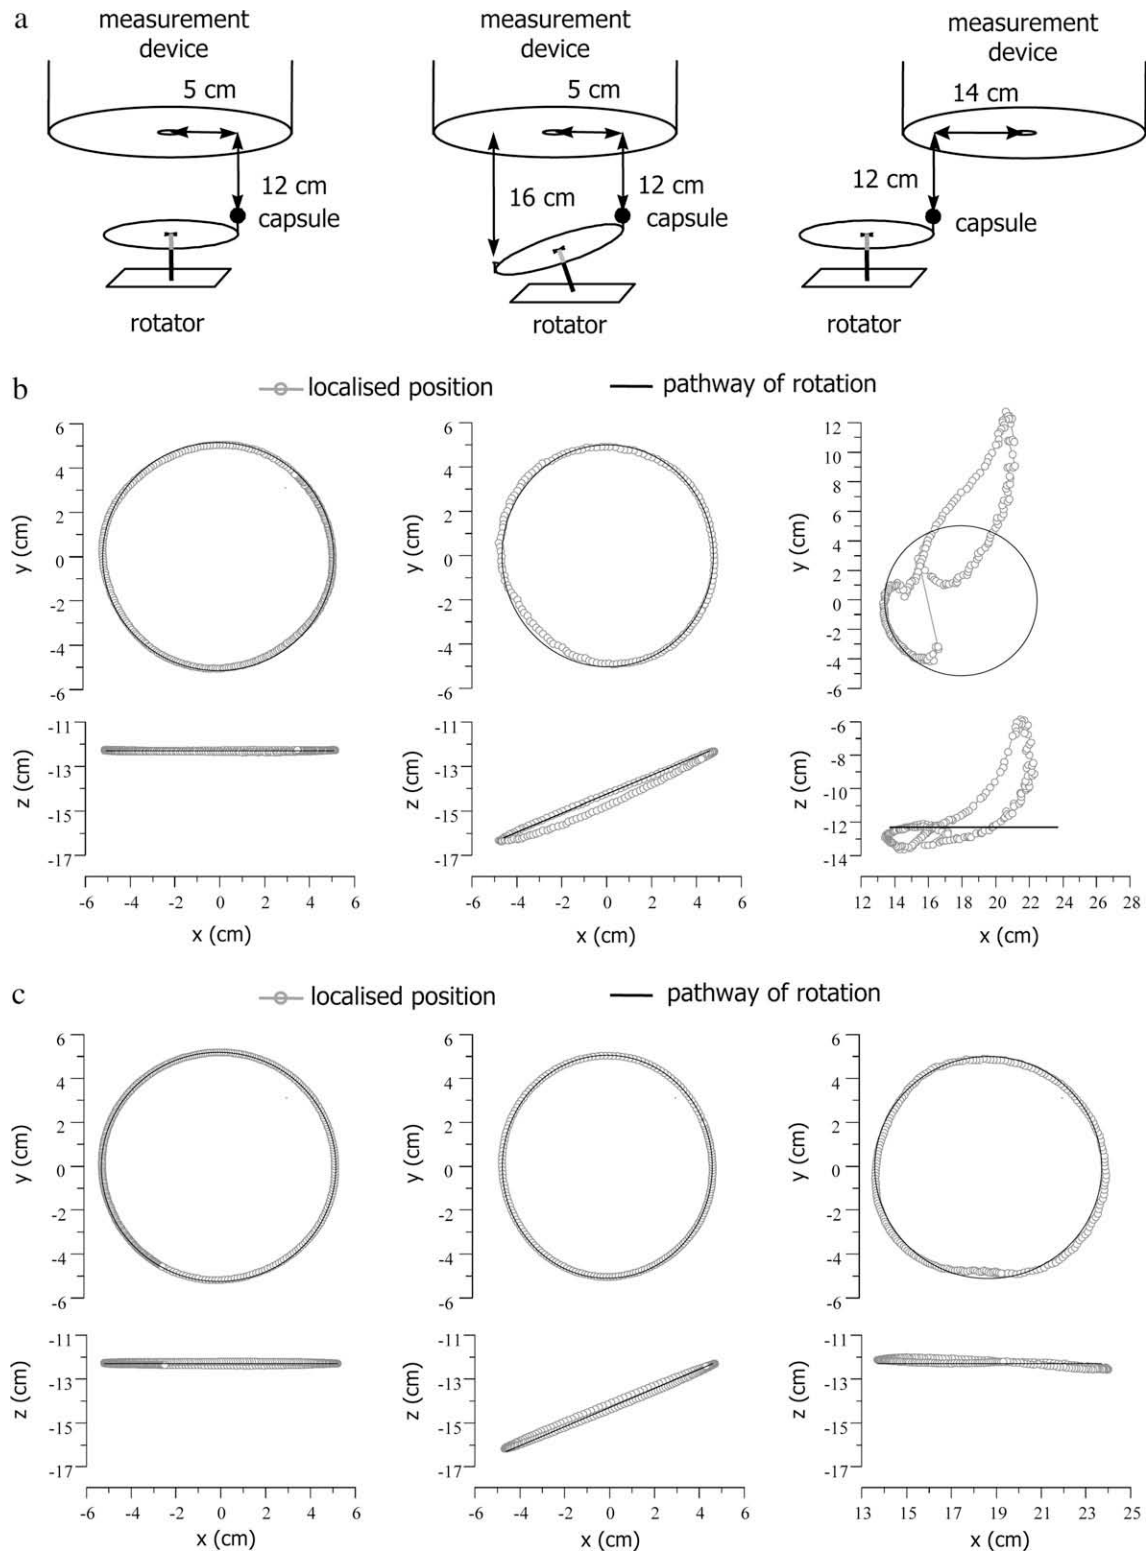 a
measurement device
measurement device
measurement device
5 cm
5 cm
14 cm
12 cm
capsule
16 cm
12 cm
capsule
12 cm
capsule
rotator
rotator
rotator
b
localised position
pathway of rotation
6
4
2
0
-2
-4
-6
y (cm)
6
4
2
0
-2
-4
-6
y (cm)
12
10
8
6
4
2
0
-2
-4
-6
y (cm)
-11
-13
-15
-17
z (cm)
-11
-13
-15
-17
z (cm)
-6
-8
-10
-12
-14
z (cm)
-6 -4 -2 0 2 4 6
x (cm)
-6 -4 -2 0 2 4 6
x (cm)
12 14 16 18 20 22 24 26 28
x (cm)
c
localised position
pathway of rotation
6
4
2
0
-2
-4
-6
y (cm)
6
4
2
0
-2
-4
-6
y (cm)
6
4
2
0
-2
-4
-6
y (cm)
-11
-13
-15
-17
z (cm)
-11
-13
-15
-17
z (cm)
-11
-13
-15
-17
z (cm)
-6 -4 -2 0 2 4 6
x (cm)
-6 -4 -2 0 2 4 6
x (cm)
13 15 17 19 21 23 25
x (cm)